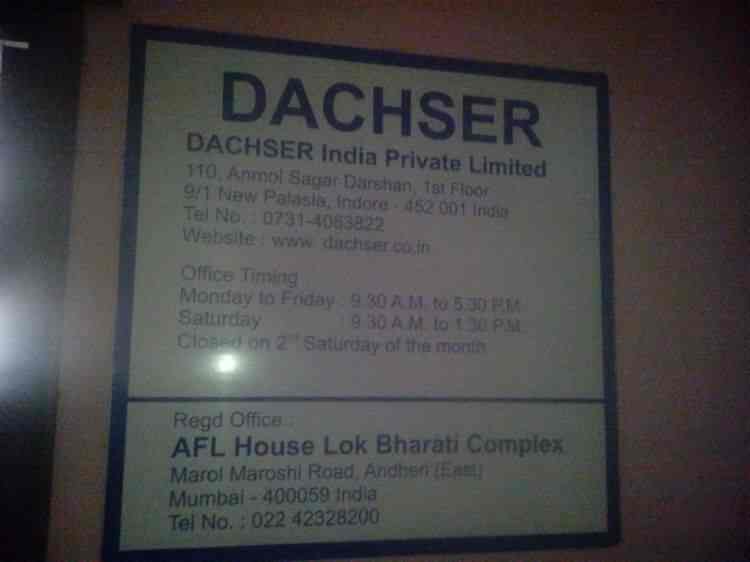 DACHSER
DACHSER India Private Limited
110, Anmol Sagar Darshan, 1st Floor
9/1 New Palasia, Indore - 452 001 India
Tel No. : 0731-4063822
Website : www. dachser.co.in
Office Timing
Monday to Friday : 9.30 A.M. to 5.30 P.M.
Saturday : 9.30 A.M. to 1.30 P.M.
Closed on 2nd Saturday of the month
Regd Office :
AFL House Lok Bharati Complex
Marol Maroshi Road, Andheri (East)
Mumbai - 400059 India
Tel No. : 022 42328200